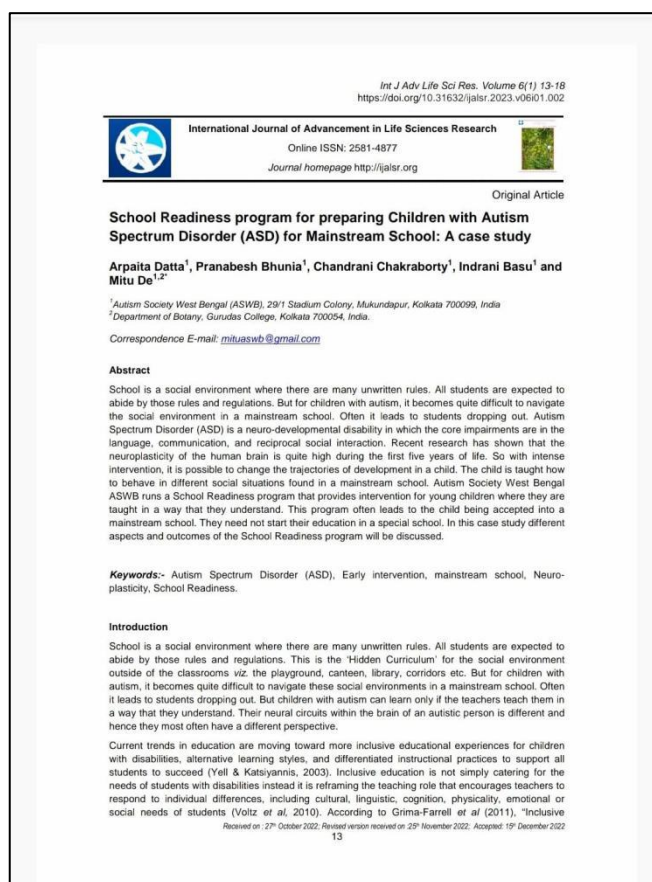 Int J Adv Life Sci Res. Volume 6(1) 13-18
https://doi.org/10.31632/ijalsr.2023.v06i01.002
International Journal of Advancement in Life Sciences Research
Online ISSN: 2581-4877
Journal homepage http://ijalsr.org
Original Article
School Readiness program for preparing Children with Autism
Spectrum Disorder (ASD) for Mainstream School: A case study
Arpaita Datta1, Pranabesh Bhunia1, Chandrani Chakraborty1, Indrani Basu1 and
Mitu De1,2*
1Autism Society West Bengal (ASWB), 29/1 Stadium Colony, Mukundapur, Kolkata 700099, India
2Department of Botany, Gurudas College, Kolkata 700054, India.
Correspondence E-mail: mituaswb@gmail.com
Abstract
School is a social environment where there are many unwritten rules. All students are expected to
abide by those rules and regulations. But for children with autism, it becomes quite difficult to navigate
the social environment in a mainstream school. Often it leads to students dropping out. Autism
Spectrum Disorder (ASD) is a neuro-developmental disability in which the core impairments are in the
language, communication, and reciprocal social interaction. Recent research has shown that the
neuroplasticity of the human brain is quite high during the first five years of life. So with intense
intervention, it is possible to change the trajectories of development in a child. The child is taught how
to behave in different social situations found in a mainstream school. Autism Society West Bengal
ASWB runs a School Readiness program that provides intervention for young children where they are
taught in a way that they understand. This program often leads to the child being accepted into a
mainstream school. They need not start their education in a special school. In this case study different
aspects and outcomes of the School Readiness program will be discussed.
Keywords:- Autism Spectrum Disorder (ASD), Early intervention, mainstream school, Neuro-
plasticity, School Readiness.
Introduction
School is a social environment where there are many unwritten rules. All students are expected to
abide by those rules and regulations. This is the ‘Hidden Curriculum’ for the social environment
outside of the classrooms viz. the playground, canteen, library, corridors etc. But for children with
autism, it becomes quite difficult to navigate these social environments in a mainstream school. Often
it leads to students dropping out. But children with autism can learn only if the teachers teach them in
a way that they understand. Their neural circuits within the brain of an autistic person is different and
hence they most often have a different perspective.
Current trends in education are moving toward more inclusive educational experiences for children
with disabilities, alternative learning styles, and differentiated instructional practices to support all
students to succeed (Yell & Katsiyannis, 2003). Inclusive education is not simply catering for the
needs of students with disabilities instead it is reframing the teaching role that encourages teachers to
respond to individual differences, including cultural, linguistic, cognition, physicality, emotional or
social needs of students (Voltz et al, 2010). According to Grima-Farrell et al (2011), “Inclusive
Received on : 27th October 2022; Revised version received on :25th November 2022; Accepted: 15th December 2022
13